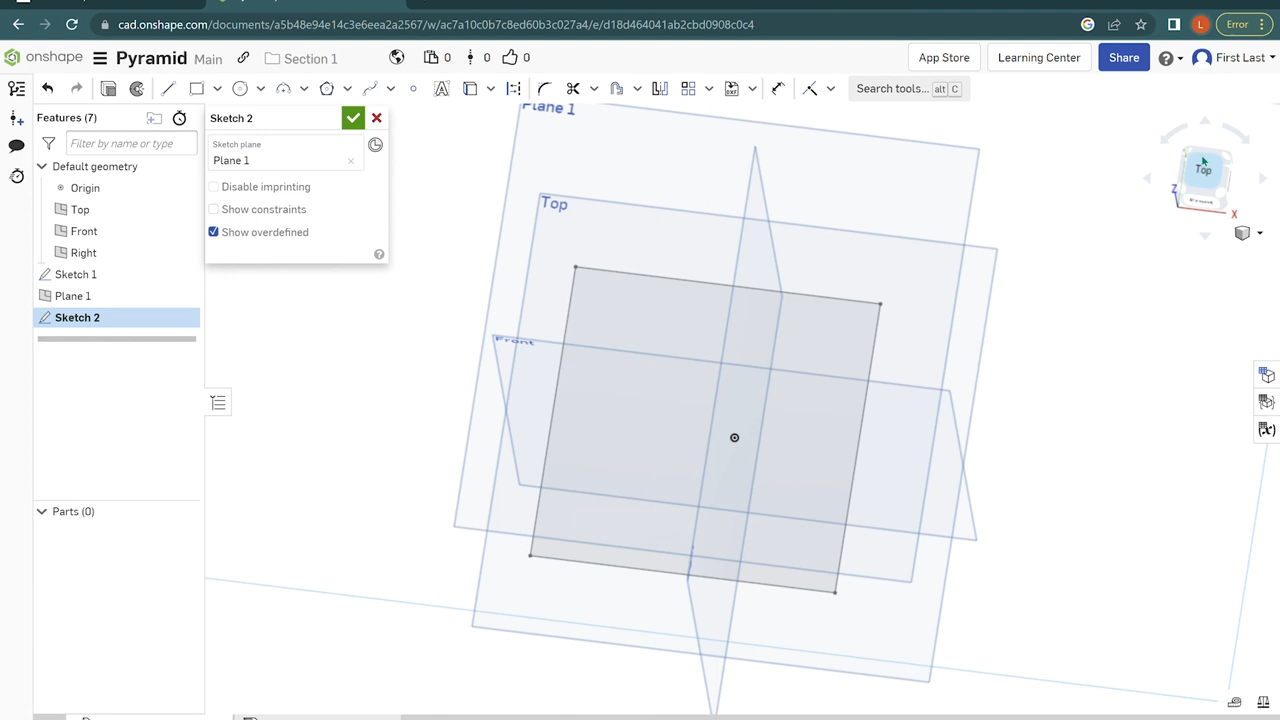 cad.onshape.com/documents/a5b48e94e14c3e6eea2a2567/w/ac7a10c0b7c8ed60b3c027a4/e/d18d464041ab2cbd0908c0c4
L
Error
onshape
Pyramid
Main
Section 1
0
0
0
App Store
Learning Center
Share
First Last
Search tools...
alt
C
Features (7)
Filter by name or type
Default geometry
Origin
Top
Front
Right
Sketch 1
Plane 1
Sketch 2
Parts (0)
Sketch 2
Sketch plane
Plane 1
Disable imprinting
Show constraints
Show overdefined
Plane 1
Top
Front
Top
Front
Z
X